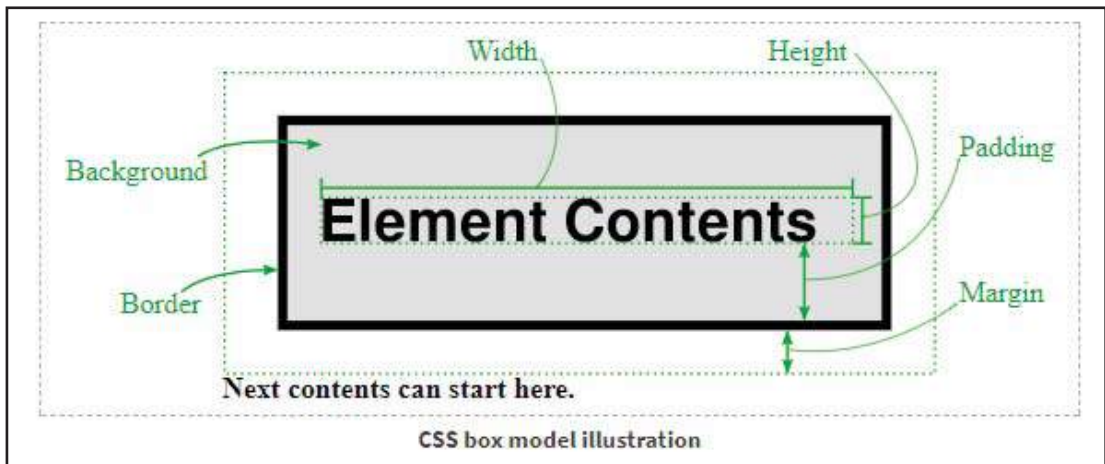 Width
Height
Background
Padding
Element Contents
Border
Margin
Next contents can start here.
CSS box model illustration